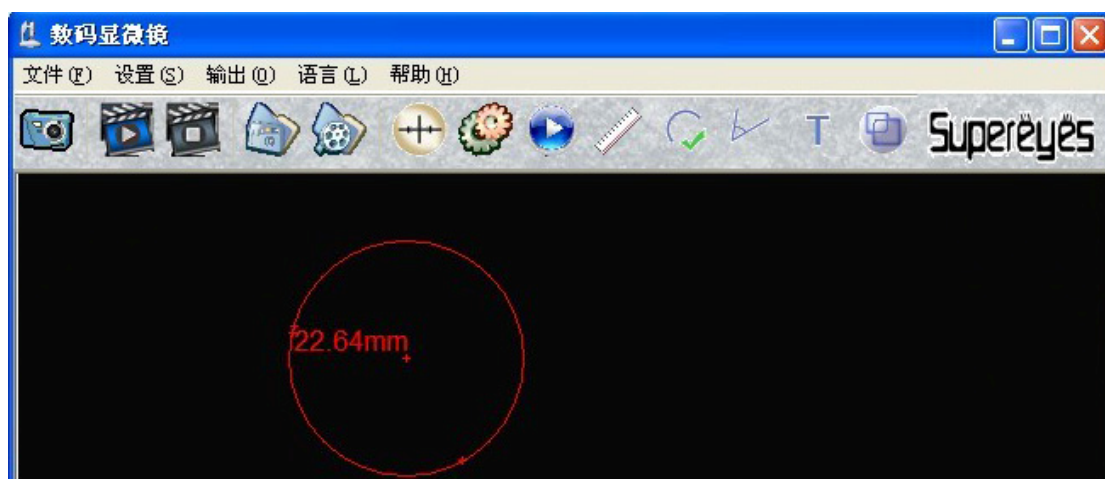 数码显微镜
文件(F) 设置(S) 输出(O) 语言(L) 帮助(H)
T Supereyes
22.64mm